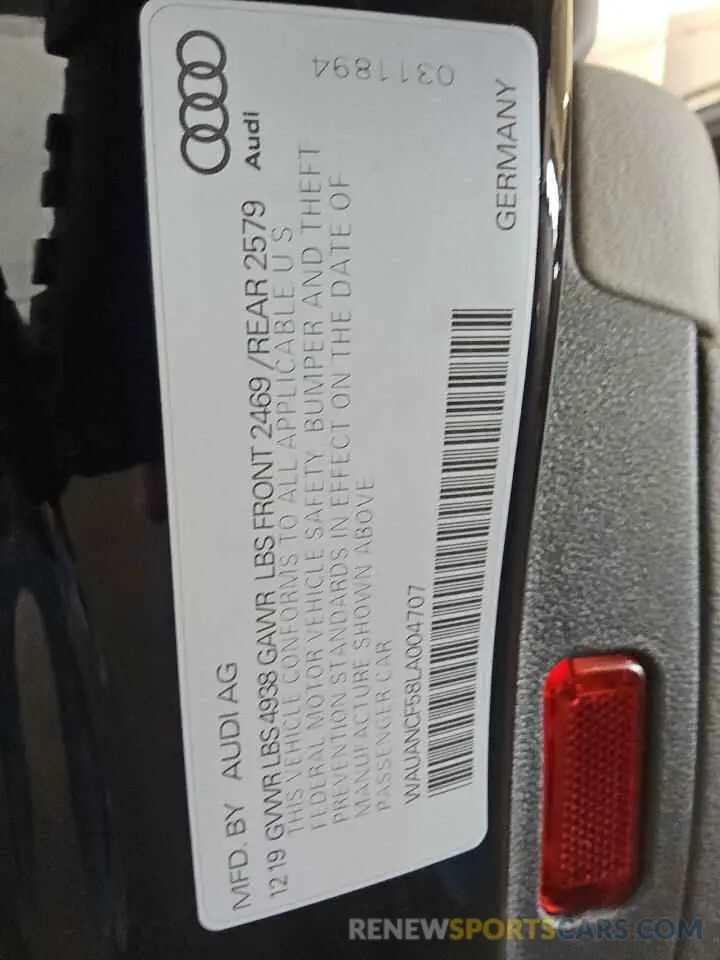 0311894
Audi
MFD. BY AUDI AG
12 19 GVWR LBS 4938 GAWR LBS FRONT 2469 /REAR 2579
THIS VEHICLE CONFORMS TO ALL APPLICABLE U S
FEDERAL MOTOR VEHICLE SAFETY, BUMPER AND THEFT
PREVENTION STANDARDS IN EFFECT ON THE DATE OF
MANUFACTURE SHOWN ABOVE
PASSENGER CAR
WAUANCF58LA004707
GERMANY
RENEWSPORTSCARS.COM